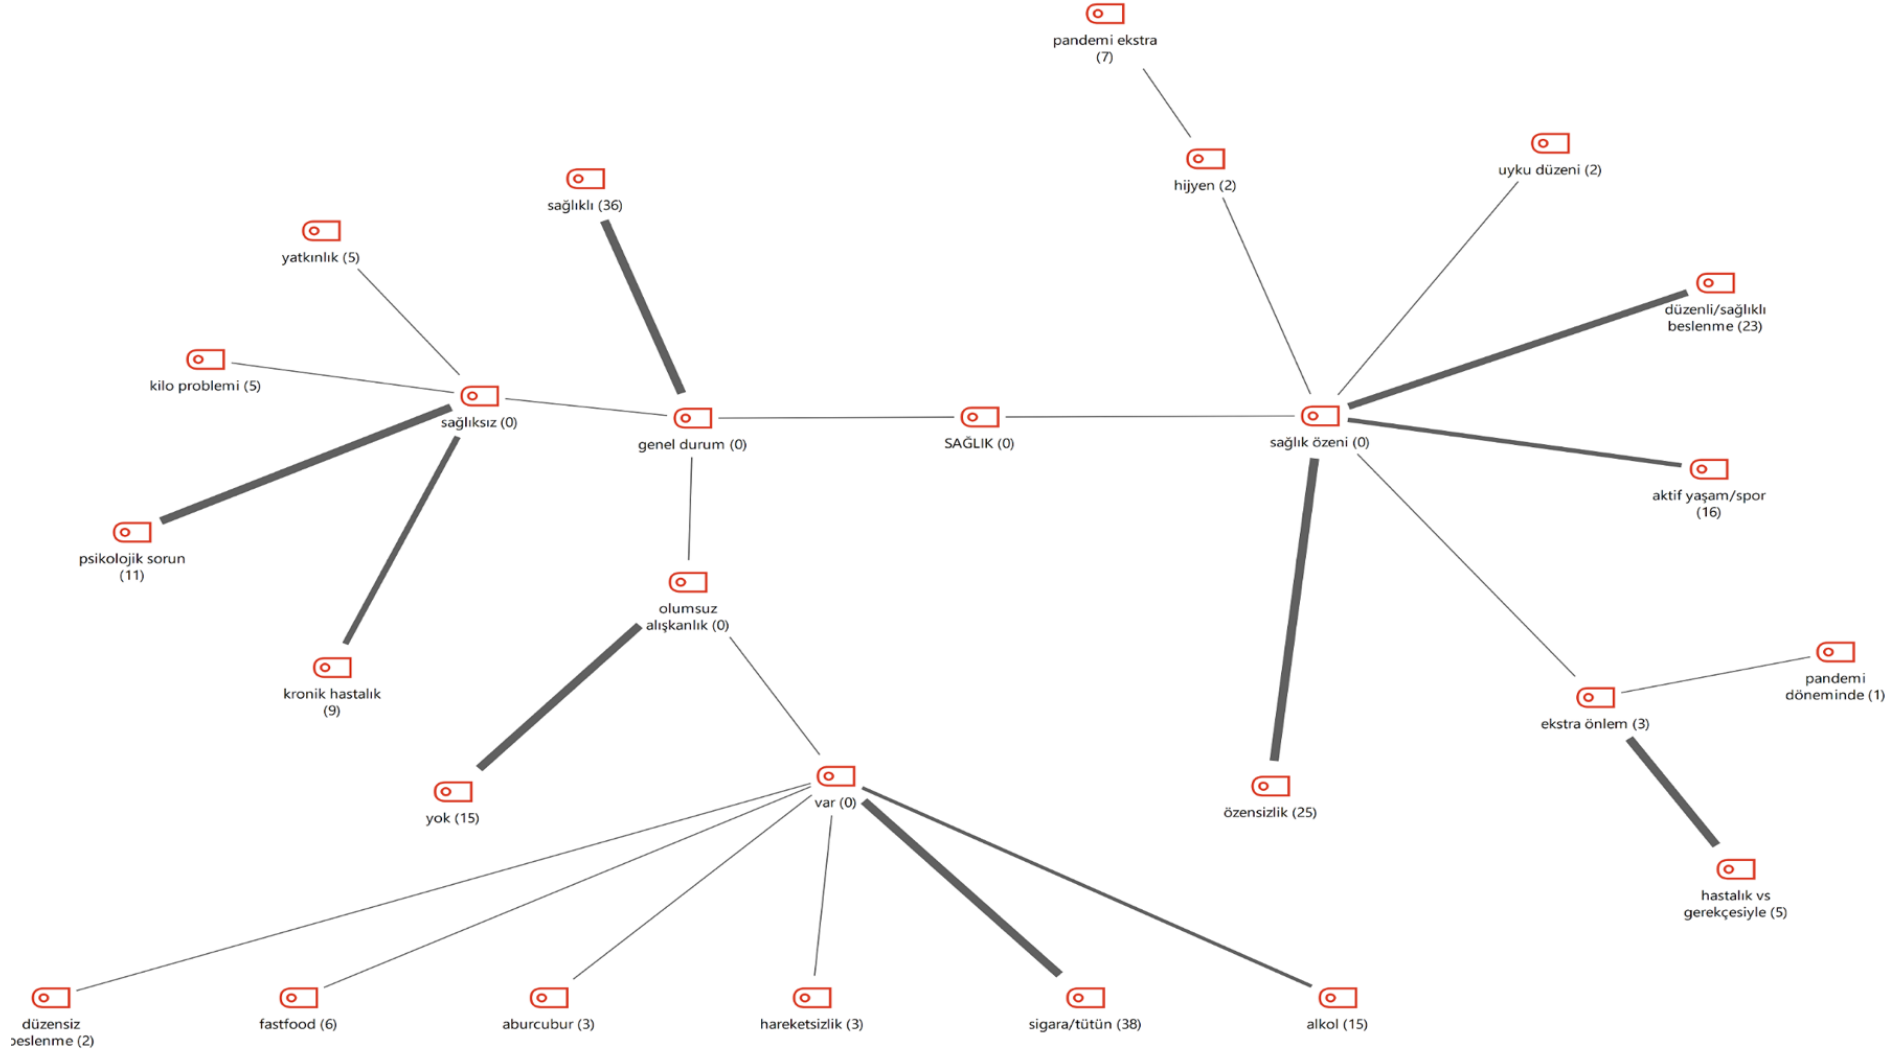 pandemi ekstra
(7)
uyku düzeni (2)
hijyen (2)
sağlıklı (36)
yatkınlık (5)
düzenli/sağlıklı
beslenme (23)
kilo problemi (5)
sağlıksız (0)
genel durum (0)
SAĞLIK (0)
sağlık özeni (0)
aktif yaşam/spor
(16)
psikolojik sorun
(11)
olumsuz
alışkanlık (0)
kronik hastalık
(9)
pandemi
döneminde (1)
ekstra önlem (3)
var (0)
yok (15)
özensizlik (25)
hastalık vs
gerekçesiyle (5)
düzensiz
beslenme (2)
fastfood (6)
aburcubur (3)
hareketsizlik (3)
sigara/tütün (38)
alkol (15)